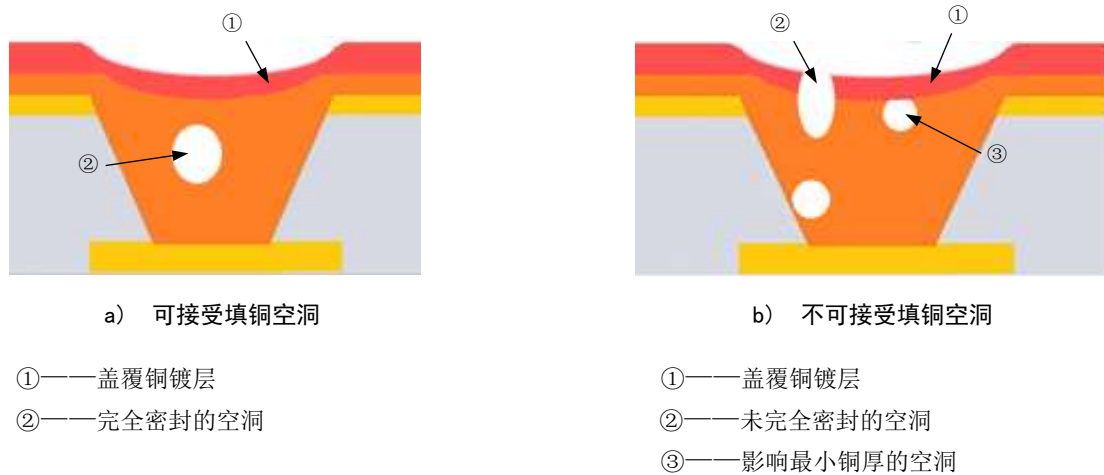 ①
②
②
①
③
a) 可接受填铜空洞
b) 不可接受填铜空洞
①——盖覆铜镀层
②——完全密封的空洞
①——盖覆铜镀层
②——未完全密封的空洞
③——影响最小铜厚的空洞